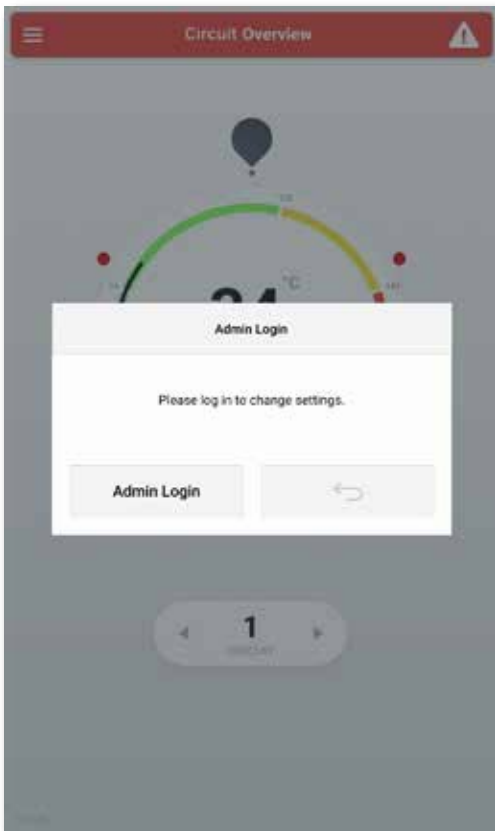 Circuit Overview
°C
Admin Login
Please log in to change settings.
Admin Login
1